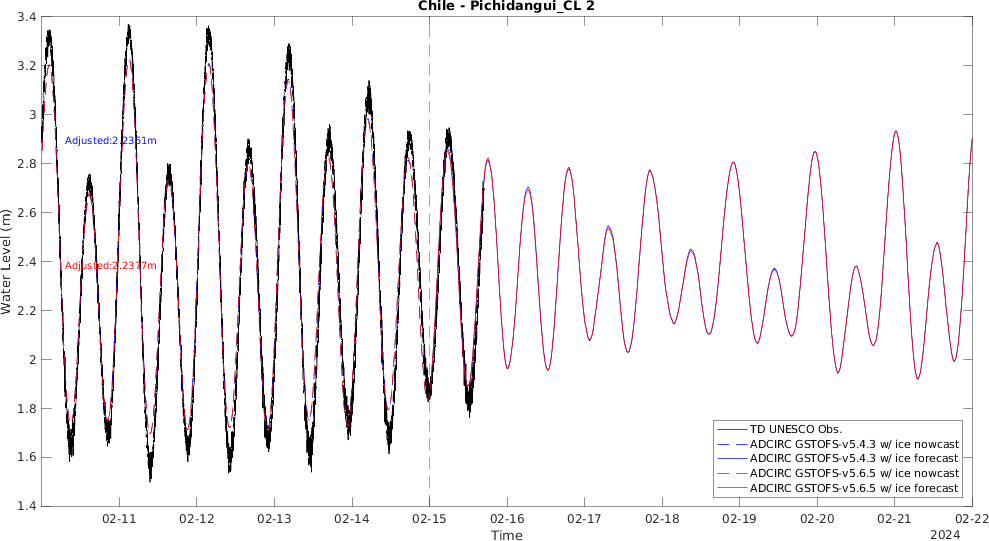 Chile - Pichidangui_CL 2
3.4
3.2
3
2.8
2.6
2.4
2.2
2
1.8
1.6
1.4
Water Level (m)
Adjusted:2.2361m
Adjusted:2.2377m
TD UNESCO Obs.
ADCIRC GSTOFS-v5.4.3 w/ ice nowcast
ADCIRC GSTOFS-v5.4.3 w/ ice forecast
ADCIRC GSTOFS-v5.6.5 w/ ice nowcast
ADCIRC GSTOFS-v5.6.5 w/ ice forecast
02-11 02-12 02-13 02-14 02-15 02-16 02-17 02-18 02-19 02-20 02-21 02-22
Time
2024